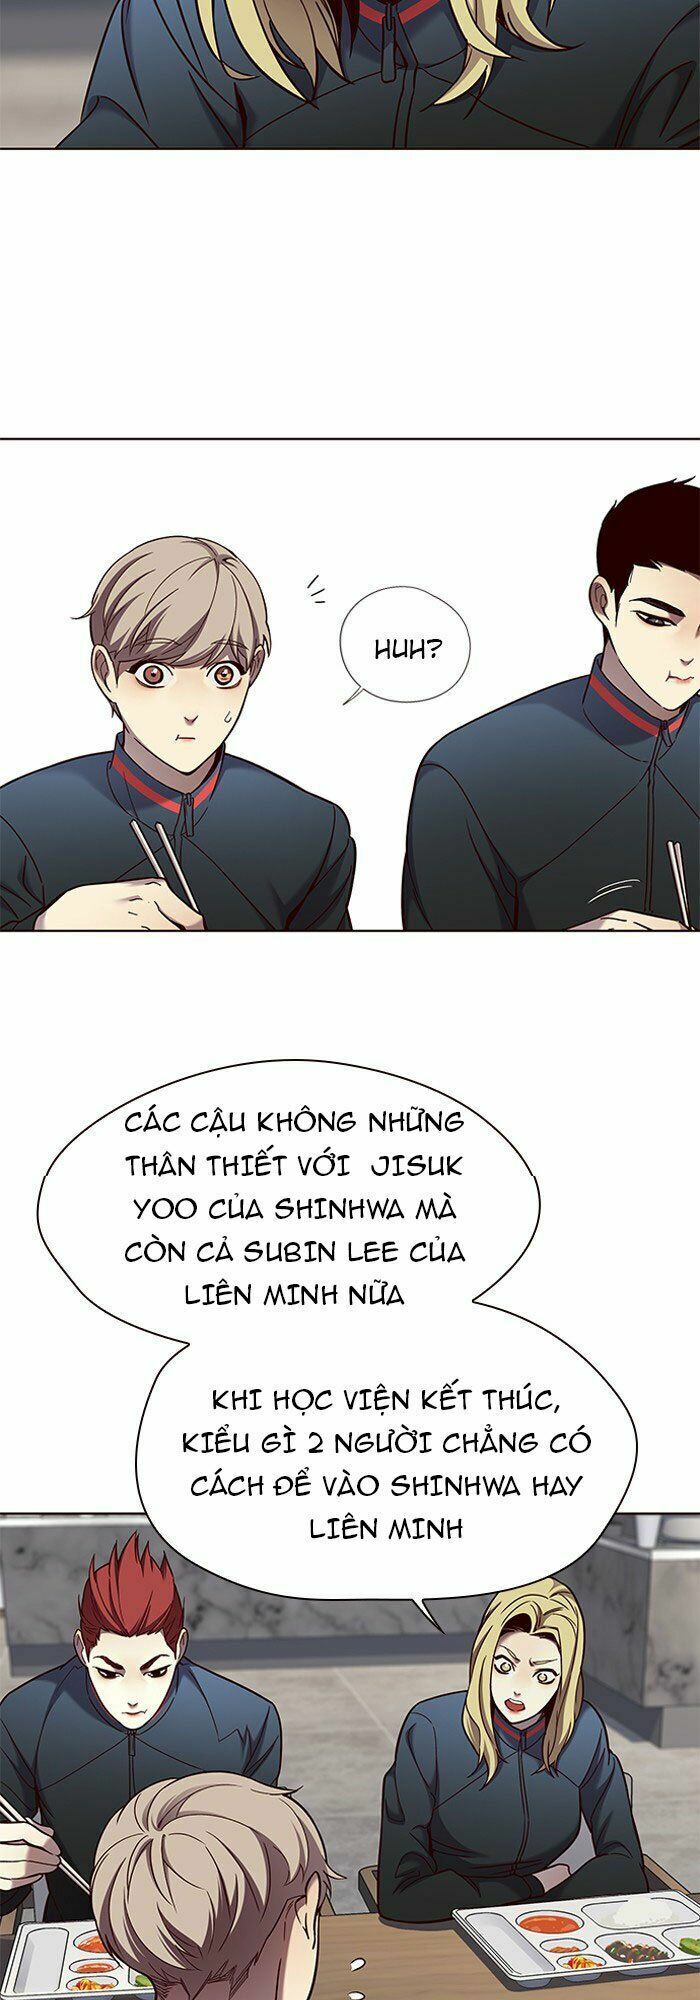 HUH?
CÁC CẬU KHÔNG NHỮNG
THÂN THIẾT VỚI JISUK
YOO CỦA SHINHWA MÀ
CÒN CẢ SUBIN LEE CỦA
LIÊN MINH NỮA
KHI HỌC VIỆN KẾT THÚC,
KIỂU GÌ 2 NGƯỜI CHẲNG CÓ
CÁCH ĐỂ VÀO SHINHWA HAY
LIÊN MINH